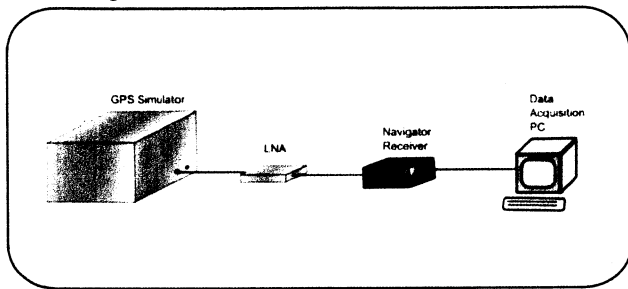 GPS Simulator
LNA
Navigator
Receiver
Data
Acquisition
PC